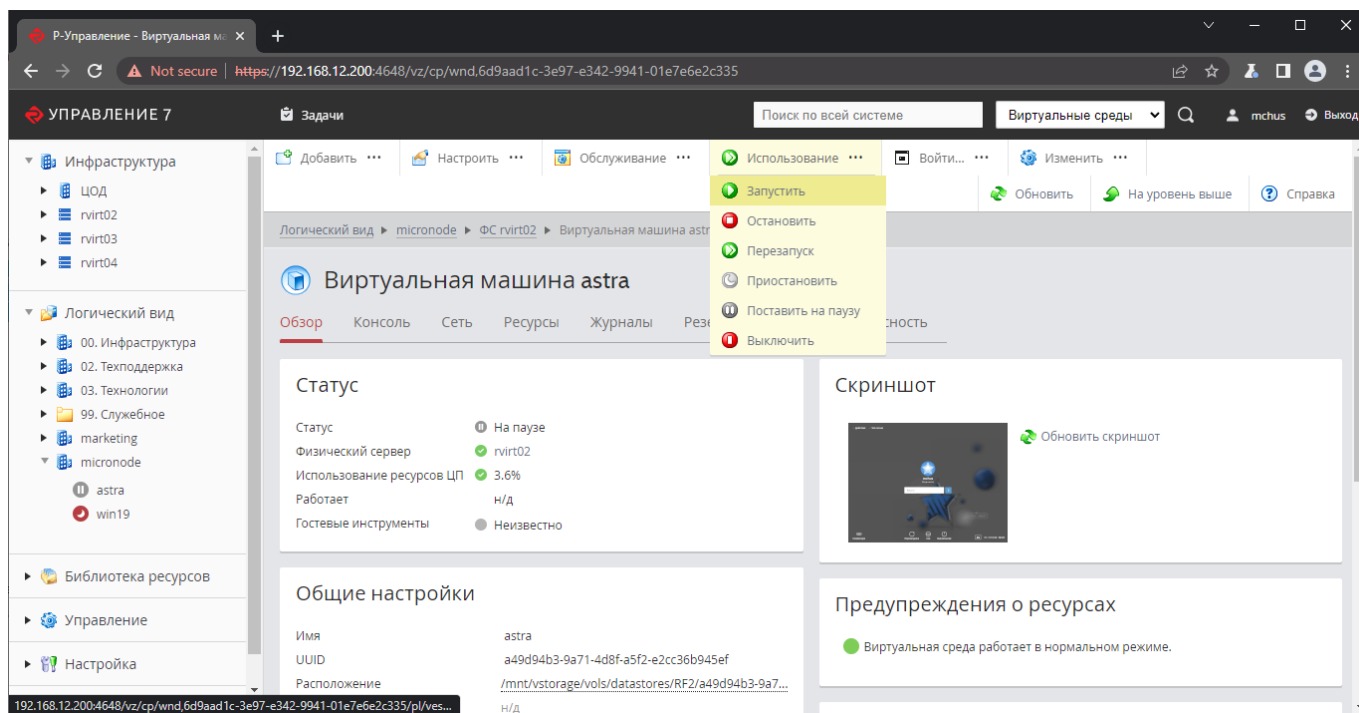 Р-Управление - Виртуальная ма
Not secure | https://192.168.12.200:4648/vz/cp/wnd,6d9aad1c-3e97-e342-9941-01e7e6e2c335
УПРАВЛЕНИЕ 7
Задачи
Поиск по всей системе
Виртуальные среды
mchus
Выход
Инфраструктура
ЦОД
rvirt02
rvirt03
rvirt04
Логический вид
00. Инфраструктура
02. Техподдержка
03. Технологии
99. Служебное
marketing
micronode
astra
win19
Библиотека ресурсов
Управление
Настройка
Добавить ···
Настроить ···
Обслуживание ···
Использование ···
Войти... ···
Изменить ···
Запустить
Остановить
Перезапуск
Приостановить
Поставить на паузу
Выключить
Обновить
На уровень выше
Справка
Логический вид
micronode
ФС rvirt02
Виртуальная машина astr
Виртуальная машина astra
Обзор
Консоль
Сеть
Ресурсы
Журналы
Резе
сность
Статус
Статус На паузе
Физический сервер rvirt02
Использование ресурсов ЦП 3.6%
Работает н/д
Гостевые инструменты Неизвестно
Скриншот
Обновить скриншот
Общие настройки
Имя astra
UUID a49d94b3-9a71-4d8f-a5f2-e2cc36b945ef
Расположение /mnt/vstorage/vols/datastores/RF2/a49d94b3-9a7...
н/д
Предупреждения о ресурсах
Виртуальная среда работает в нормальном режиме.
192.168.12.200:4648/vz/cp/wnd,6d9aad1c-3e97-e342-9941-01e7e6e2c335/pl/ves...